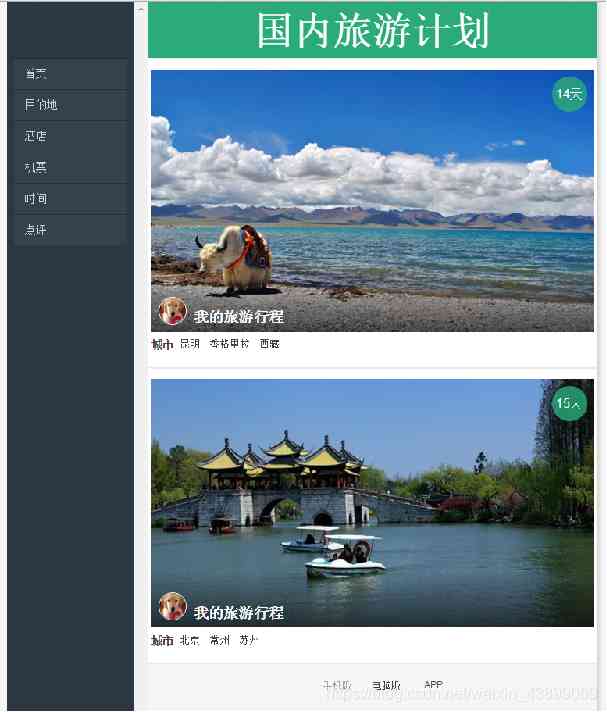 国内旅游计划
首页
目的地
酒店
机票
时间
点评
14天
我的旅游行程
城市 昆明 香格里拉 西藏
15天
我的旅游行程
城市 北京 常州 苏州
手机版 电脑版 APP
https://blog.csdn.net/weixin_43899069